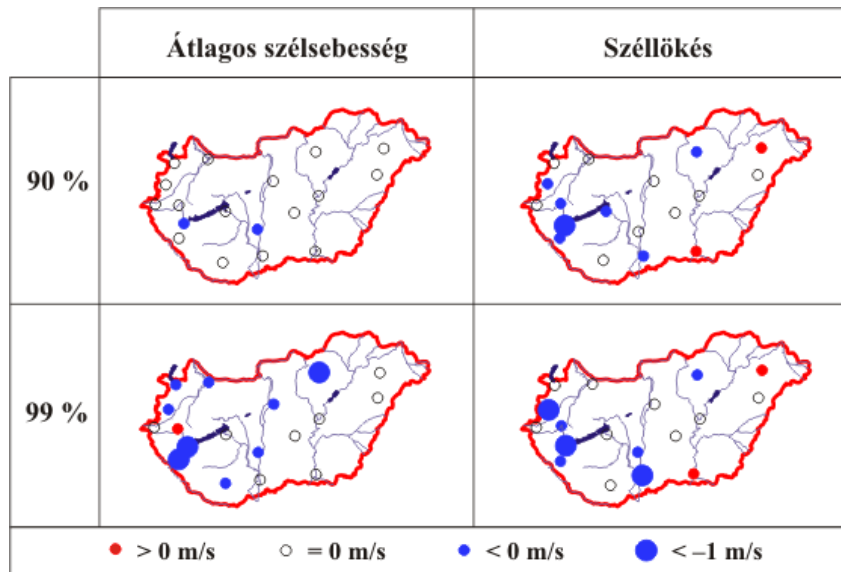 Átlagos szélsebesség
Széllökés
90 %
99 %
> 0 m/s
= 0 m/s
< 0 m/s
< –1 m/s